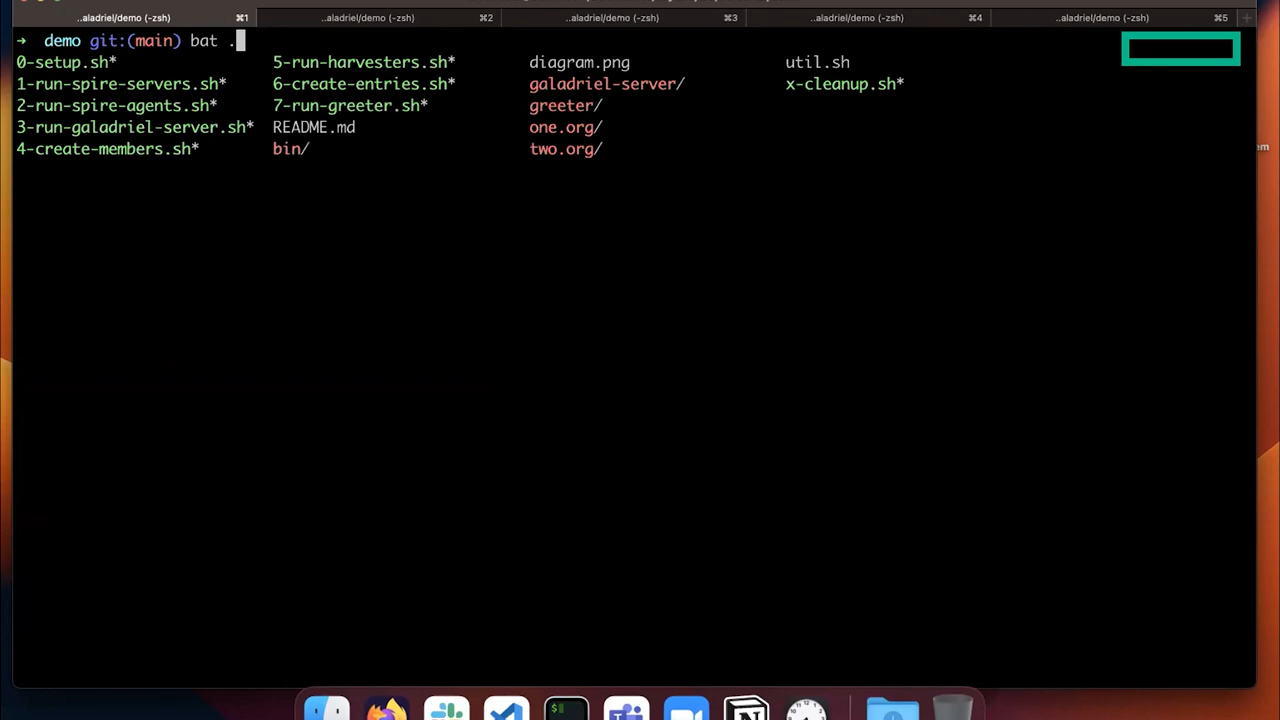 ..aladriel/demo (-zsh) ⌘1 ..aladriel/demo (-zsh) ⌘2 ..aladriel/demo (-zsh) ⌘3 ..aladriel/demo (-zsh) ⌘4 ..aladriel/demo (-zsh) ⌘5 +
→ demo git:(main) bat .
0-setup.sh* 5-run-harvesters.sh* diagram.png util.sh
1-run-spire-servers.sh* 6-create-entries.sh* galadriel-server/ x-cleanup.sh*
2-run-spire-agents.sh* 7-run-greeter.sh* greeter/
3-run-galadriel-server.sh* README.md one.org/
4-create-members.sh* bin/ two.org/
em